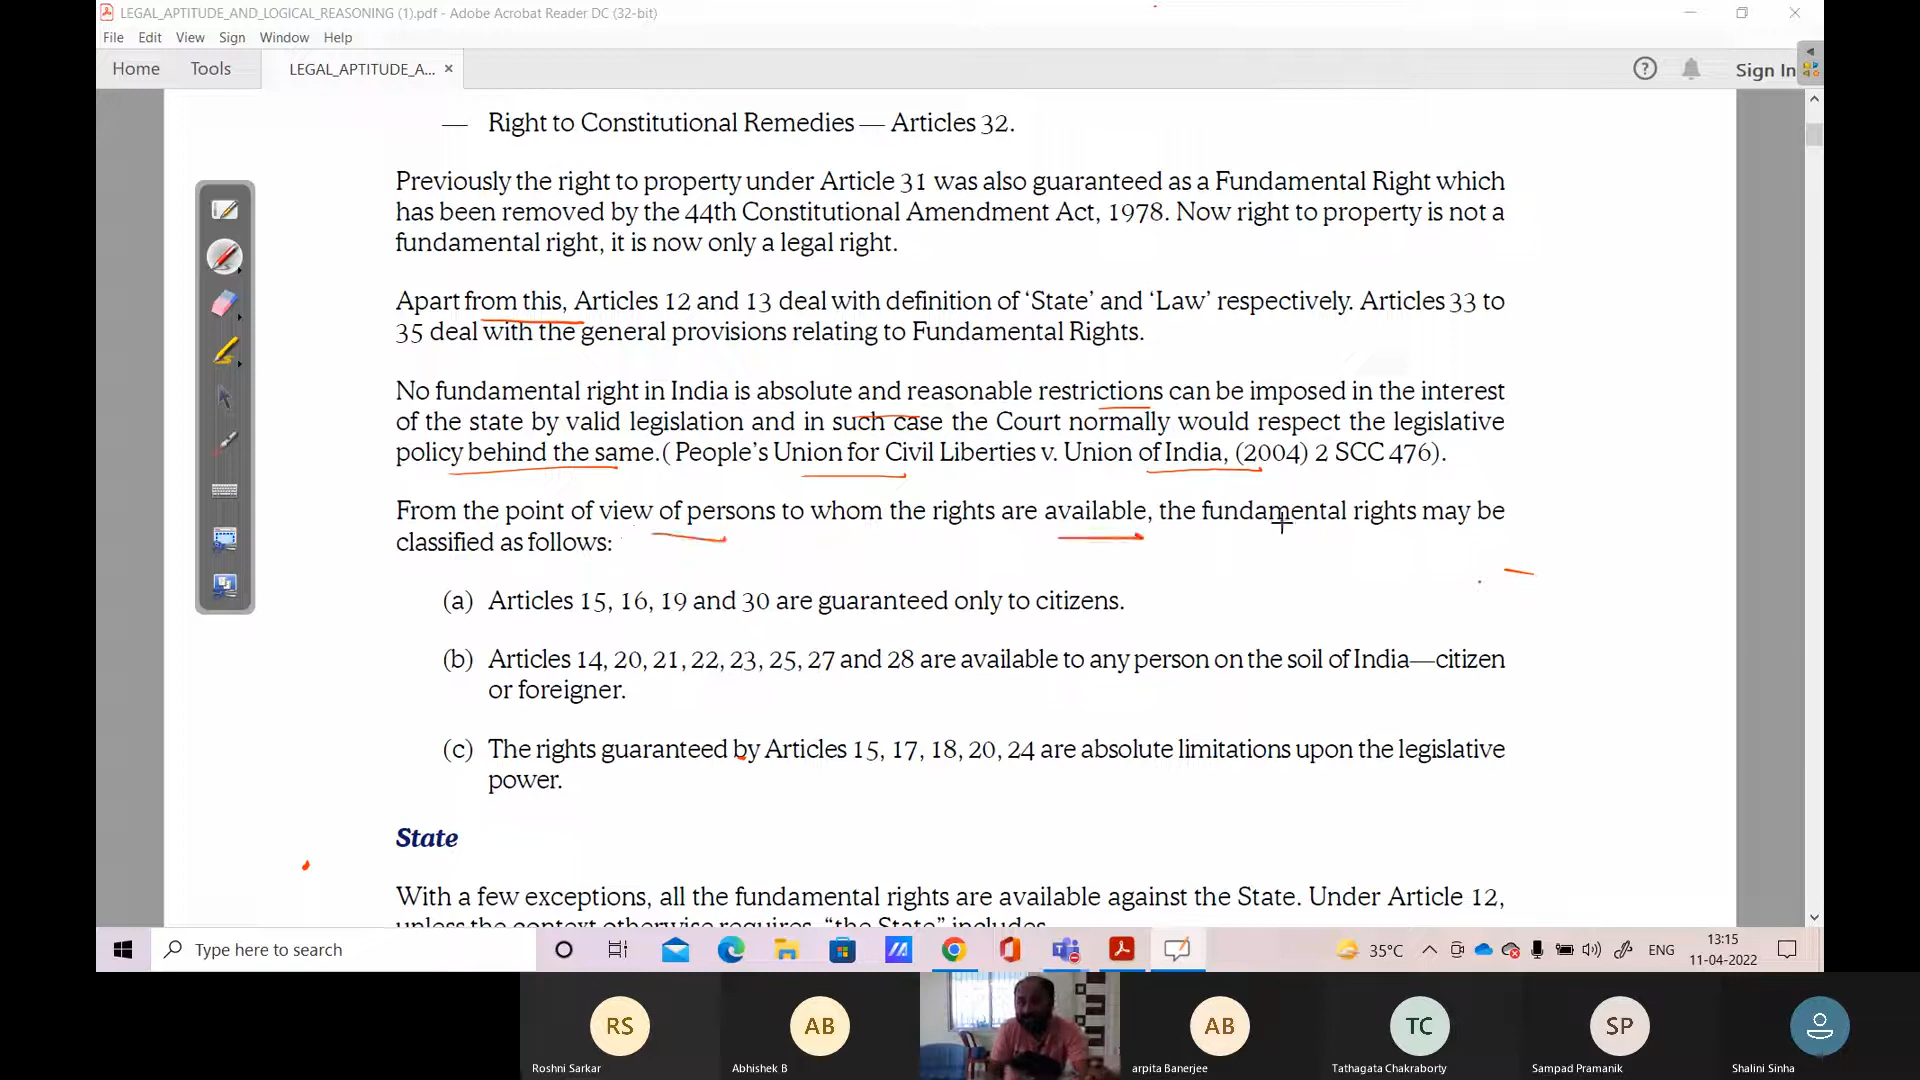 LEGAL_APTITUDE_AND_LOGICAL_REASONING (1).pdf - Adobe Acrobat Reader DC (32-bit)
File Edit View Sign Window Help
Home Tools LEGAL_APTITUDE_A... × Sign In
— Right to Constitutional Remedies — Articles 32.
Previously the right to property under Article 31 was also guaranteed as a Fundamental Right which
has been removed by the 44th Constitutional Amendment Act, 1978. Now right to property is not a
fundamental right, it is now only a legal right.
Apart from this, Articles 12 and 13 deal with definition of ‘State’ and ‘Law’ respectively. Articles 33 to
35 deal with the general provisions relating to Fundamental Rights.
No fundamental right in India is absolute and reasonable restrictions can be imposed in the interest
of the state by valid legislation and in such case the Court normally would respect the legislative
policy behind the same.( People’s Union for Civil Liberties v. Union of India, (2004) 2 SCC 476).
From the point of view of persons to whom the rights are available, the fundamental rights may be
classified as follows:
(a) Articles 15, 16, 19 and 30 are guaranteed only to citizens.
(b) Articles 14, 20, 21, 22, 23, 25, 27 and 28 are available to any person on the soil of India—citizen
or foreigner.
(c) The rights guaranteed by Articles 15, 17, 18, 20, 24 are absolute limitations upon the legislative
power.
State
With a few exceptions, all the fundamental rights are available against the State. Under Article 12,
unless the context otherwise requires, “the State” includes
Type here to search 35°C ENG 13:15
11-04-2022
RS AB AB TC SP
Roshni Sarkar Abhishek B arpita Banerjee Tathagata Chakraborty Sampad Pramanik Shalini Sinha